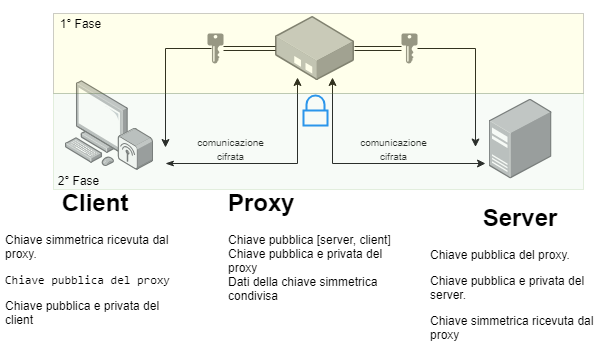 1° Fase
comunicazione
cifrata
comunicazione
cifrata
2° Fase
Client
Proxy
Server
Chiave simmetrica ricevuta dal
proxy.
Chiave pubblica del proxy
Chiave pubblica e privata del
client
Chiave pubblica [server, client]
Chiave pubblica e privata del
proxy
Dati della chiave simmetrica
condivisa
Chiave pubblica del proxy.
Chiave pubblica e privata del
server.
Chiave simmetrica ricevuta dal
proxy